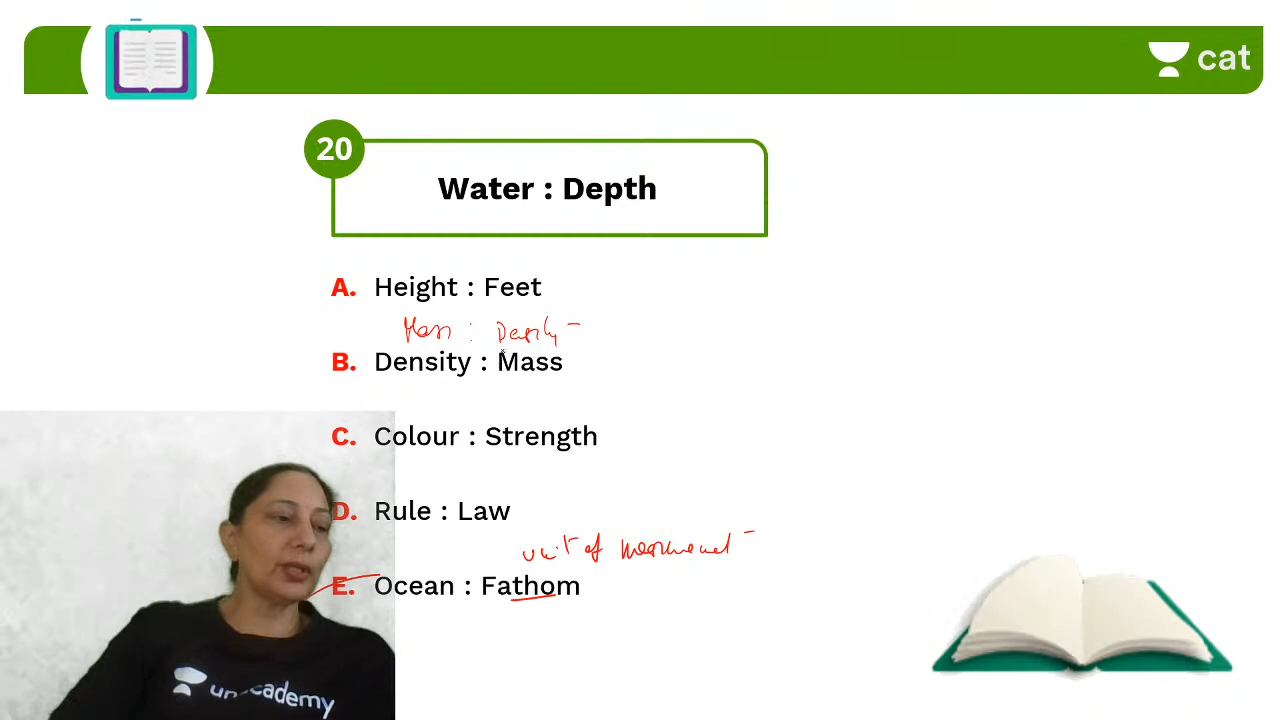 cat
20
Water : Depth
A. Height : Feet
Mass : Density
B. Density : Mass
C. Colour : Strength
D. Rule : Law
unit of measurement
E. Ocean : Fathom
unacademy